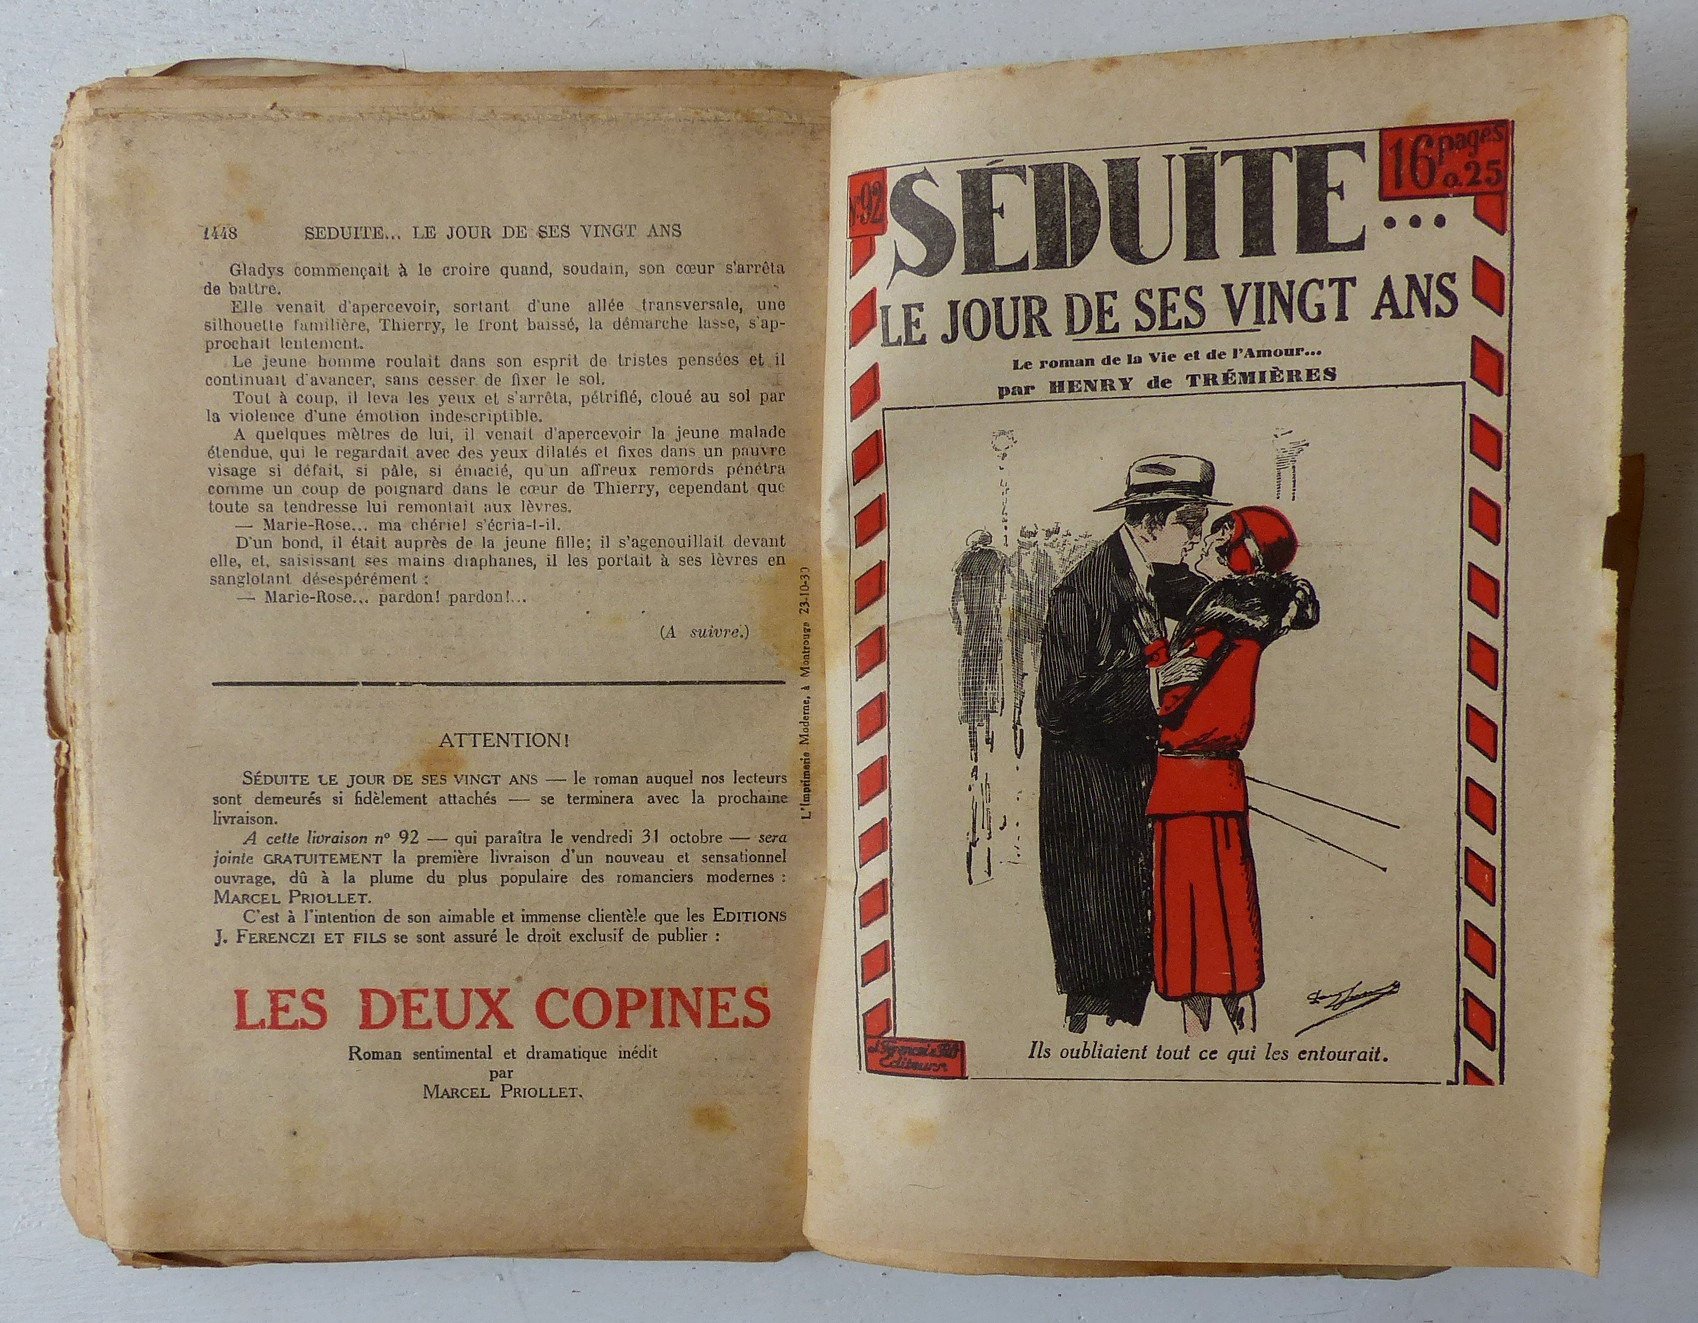 1448 SEDUITE... LE JOUR DE SES VINGT ANS
Gladys commençait à le croire quand, soudain, son cœur s'arrêta
de battre.
Elle venait d'apercevoir, sortant d'une allée transversale, une
silhouette familière, Thierry, le front baissé, la démarche lasse, s'ap-
prochait lentement.
Le jeune homme roulait dans son esprit de tristes pensées et il
continuait d'avancer, sans cesser de fixer le sol.
Tout à coup, il leva les yeux et s'arrêta, pétrifié, cloué au sol par
la violence d'une émotion indescriptible.
A quelques mètres de lui, il venait d'apercevoir la jeune malade
étendue, qui le regardait avec des yeux dilatés et fixes dans un pauvre
visage si défait, si pâle, si émacié, qu'un affreux remords pénétra
comme un coup de poignard dans le cœur de Thierry, cependant que
toute sa tendresse lui remontait aux lèvres.
— Marie-Rose... ma chérie! s'écria-t-il.
D'un bond, il était auprès de la jeune fille; il s'agenouillait devant
elle, et, saisissant ses mains diaphanes, il les portait à ses lèvres en
sanglotant désespérément :
— Marie-Rose... pardon! pardon!...
(A suivre.)
L'Imprimerie Moderne, à Montrouge 23-10-30
ATTENTION!
SÉDUITE LE JOUR DE SES VINGT ANS — le roman auquel nos lecteurs
sont demeurés si fidèlement attachés — se terminera avec la prochaine
livraison.
A cette livraison n° 92 — qui paraîtra le vendredi 31 octobre — sera
jointe GRATUITEMENT la première livraison d'un nouveau et sensationnel
ouvrage, dû à la plume du plus populaire des romanciers modernes :
MARCEL PRIOLLET.
C'est à l'intention de son aimable et immense clientèle que les EDITIONS
J. FERENCZI ET FILS se sont assuré le droit exclusif de publier :
LES DEUX COPINES
Roman sentimental et dramatique inédit
par
MARCEL PRIOLLET.
N°92
SÉDUITE...
16 pages
o.25
LE JOUR DE SES VINGT ANS
Le roman de la Vie et de l'Amour...
par HENRY de TRÉMIÈRES
Ils oubliaient tout ce qui les entourait.
J. Ferenczi & Fils
Editeurs